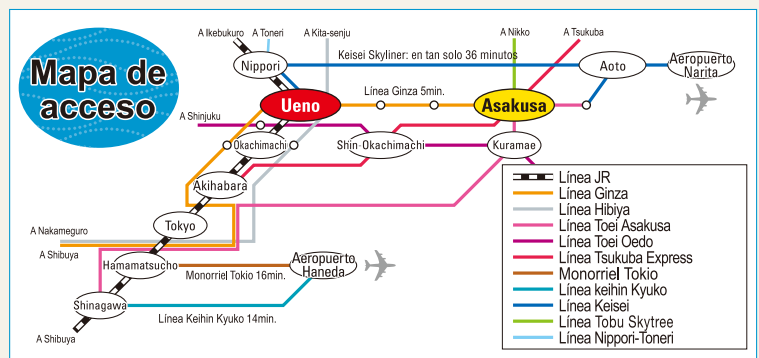 Mapa de
acceso
A Ikebukuro
A Toneri
A Kita-senju
A Nikko
A Tsukuba
Nippori
Keisei Skyliner: en tan solo 36 minutos
Aoto
Aeropuerto
Narita
Ueno
Línea Ginza 5min.
Asakusa
A Shinjuku
Okachimachi
Shin-Okachimachi
Kuramae
Akihabara
Tokyo
A Nakameguro
A Shibuya
Hamamatsucho
Monorriel Tokio 16min.
Aeropuerto
Haneda
Shinagawa
Línea Keihin Kyuko 14min.
A Shibuya
Línea JR
Línea Ginza
Línea Hibiya
Línea Toei Asakusa
Línea Toei Oedo
Línea Tsukuba Express
Monorriel Tokio
Línea keihin Kyuko
Línea Keisei
Línea Tobu Skytree
Línea Nippori-Toneri